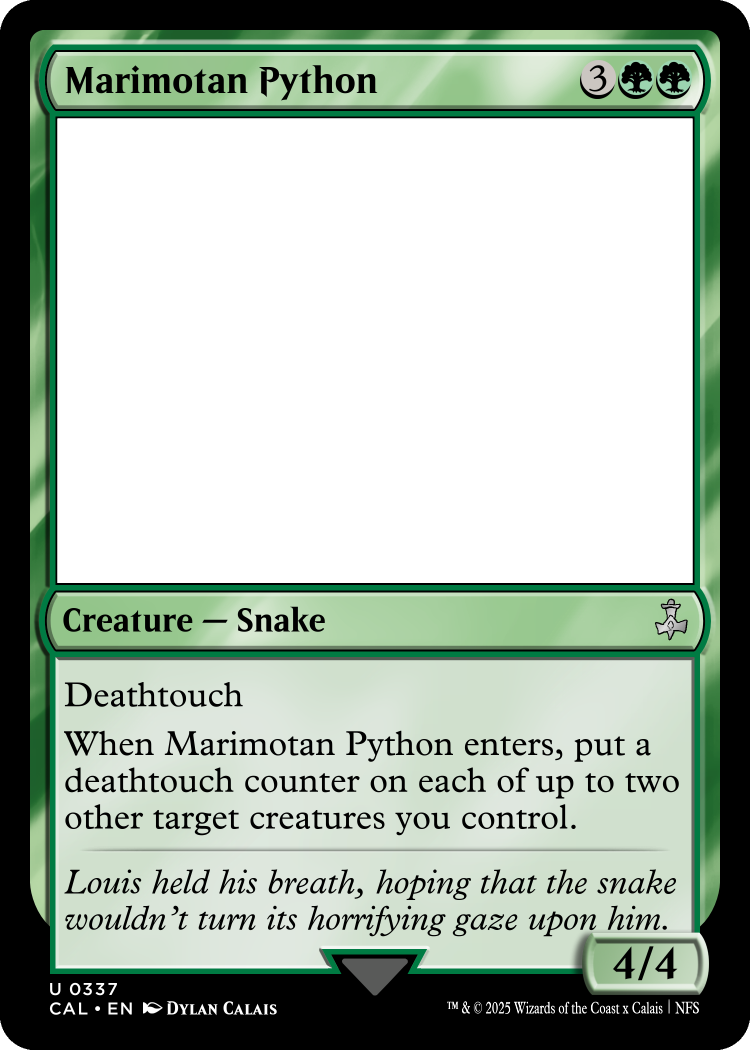 Marimotan Python 3
Creature — Snake
Deathtouch
When Marimotan Python enters, put a
deathtouch counter on each of up to two
other target creatures you control.
Louis held his breath, hoping that the snake
wouldn't turn its horrifying gaze upon him.
4/4
U 0337
CAL • EN DYLAN CALAIS
™ & © 2025 Wizards of the Coast x Calais | NFS